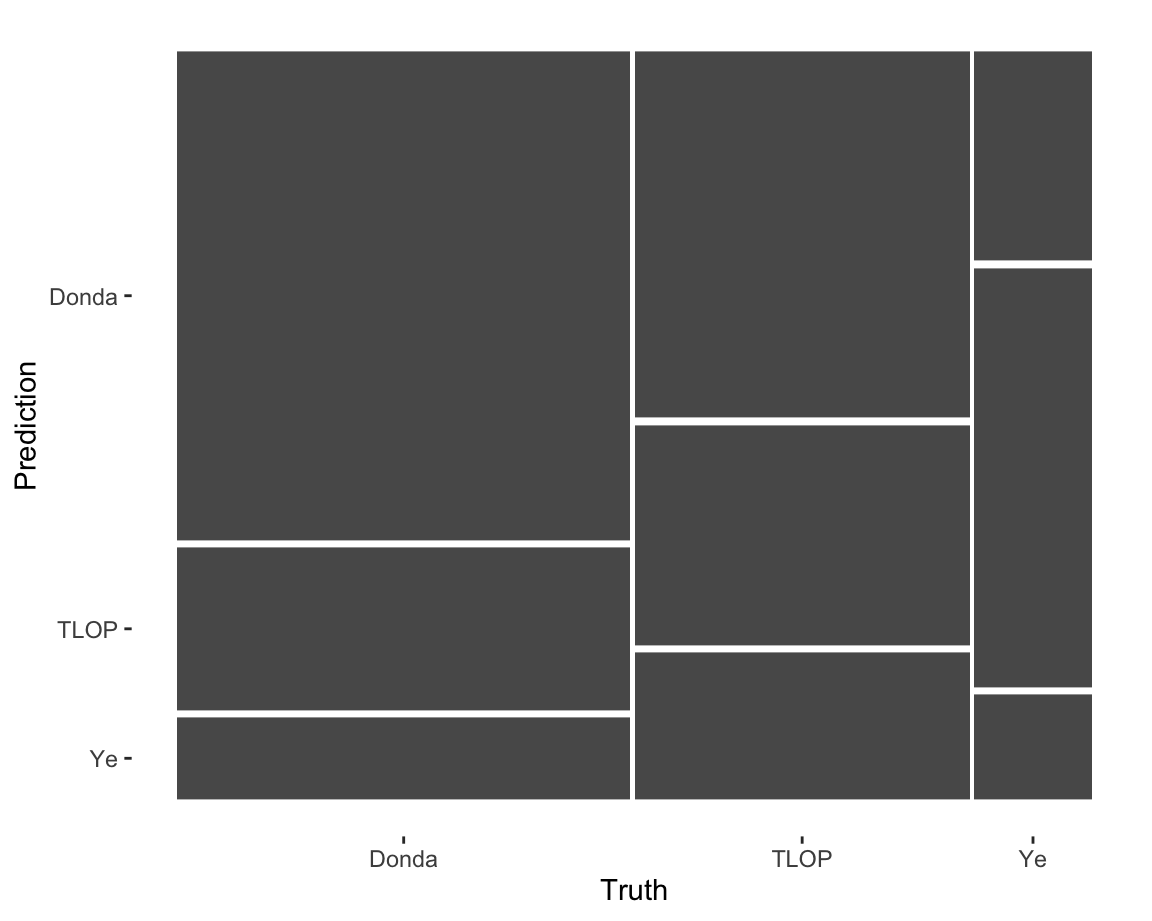 Prediction
Donda
TLOP
Ye
Donda TLOP Ye
Truth